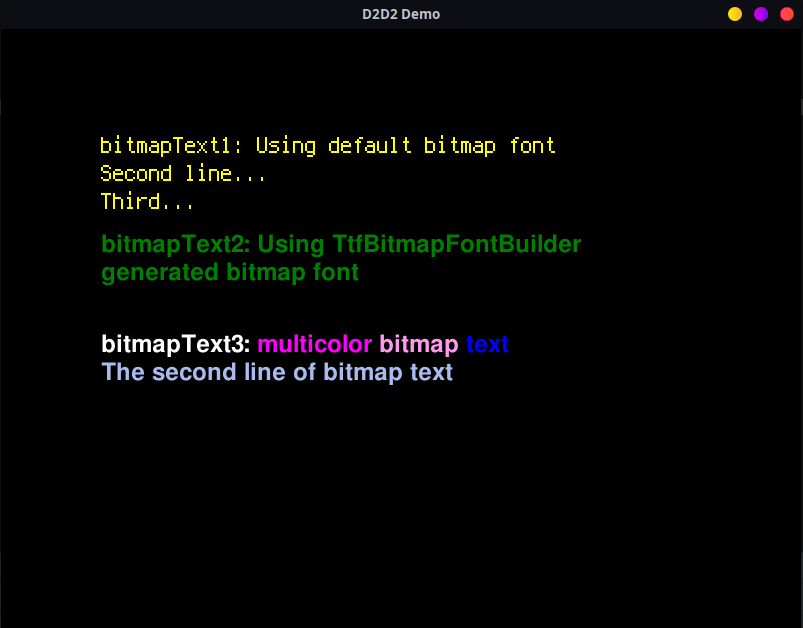 D2D2 Demo
bitmapText1: Using default bitmap font
Second line...
Third...
bitmapText2: Using TtfBitmapFontBuilder
generated bitmap font
bitmapText3: multicolor bitmap text
The second line of bitmap text